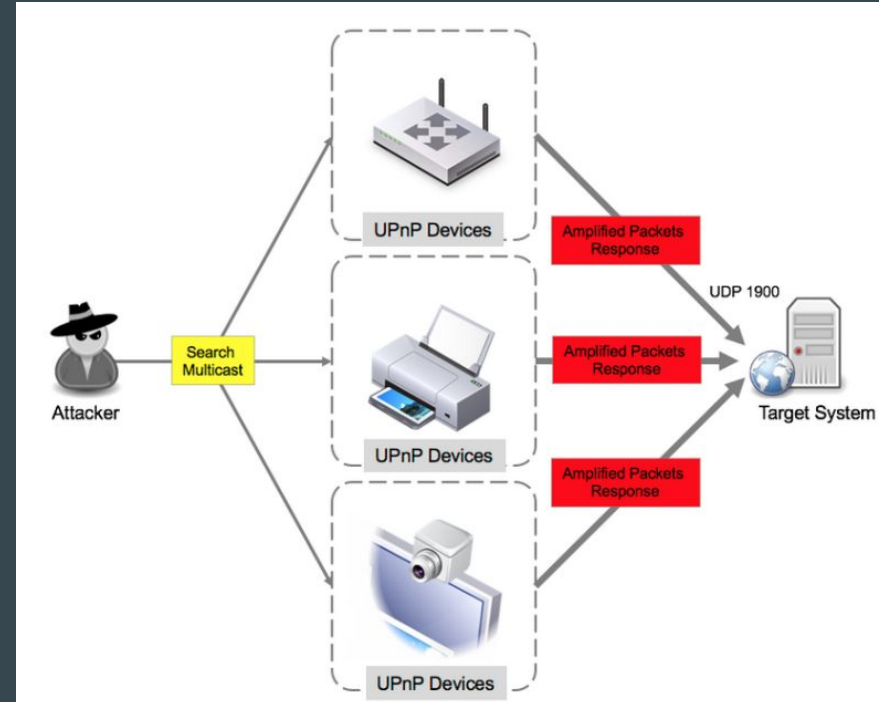 UPnP Devices
Amplified Packets
Response
UDP 1900
Search
Multicast
Amplified Packets
Response
Attacker
Target System
UPnP Devices
Amplified Packets
Response
UPnP Devices